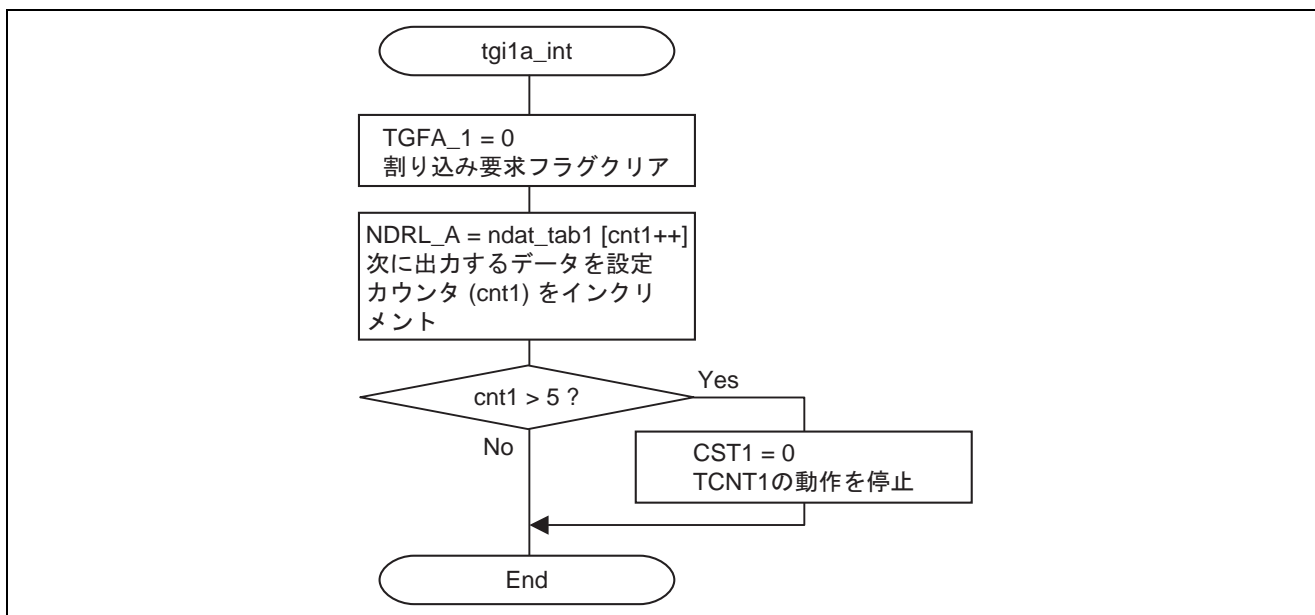 tgi1a_int
TGFA_1 = 0
割り込み要求フラグクリア
NDRL_A = ndat_tab1 [cnt1++]
次に出力するデータを設定
カウンタ (cnt1) をインクリ
メント
cnt1 > 5 ?
Yes
No
CST1 = 0
TCNT1の動作を停止
End